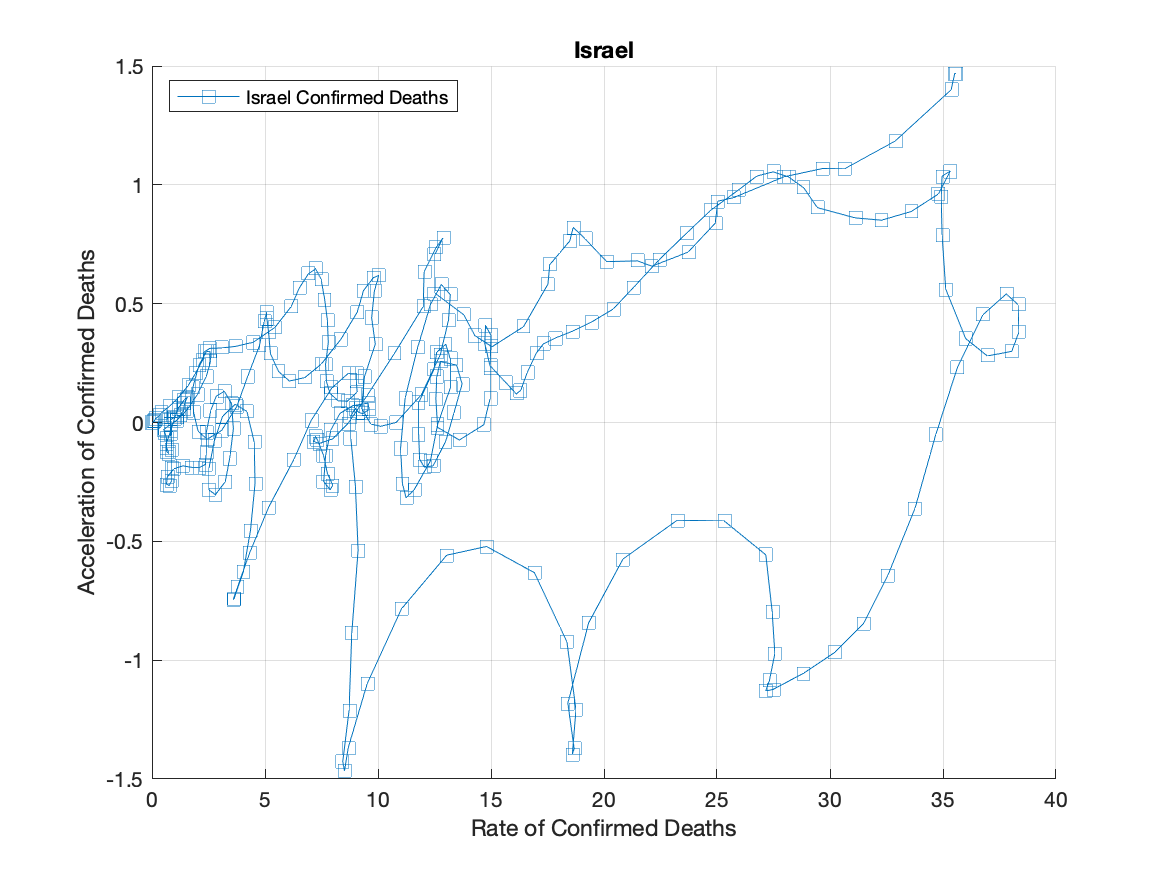 Israel
Israel Confirmed Deaths
1.5
1
0.5
0
-0.5
-1
-1.5
Acceleration of Confirmed Deaths
0 5 10 15 20 25 30 35 40
Rate of Confirmed Deaths